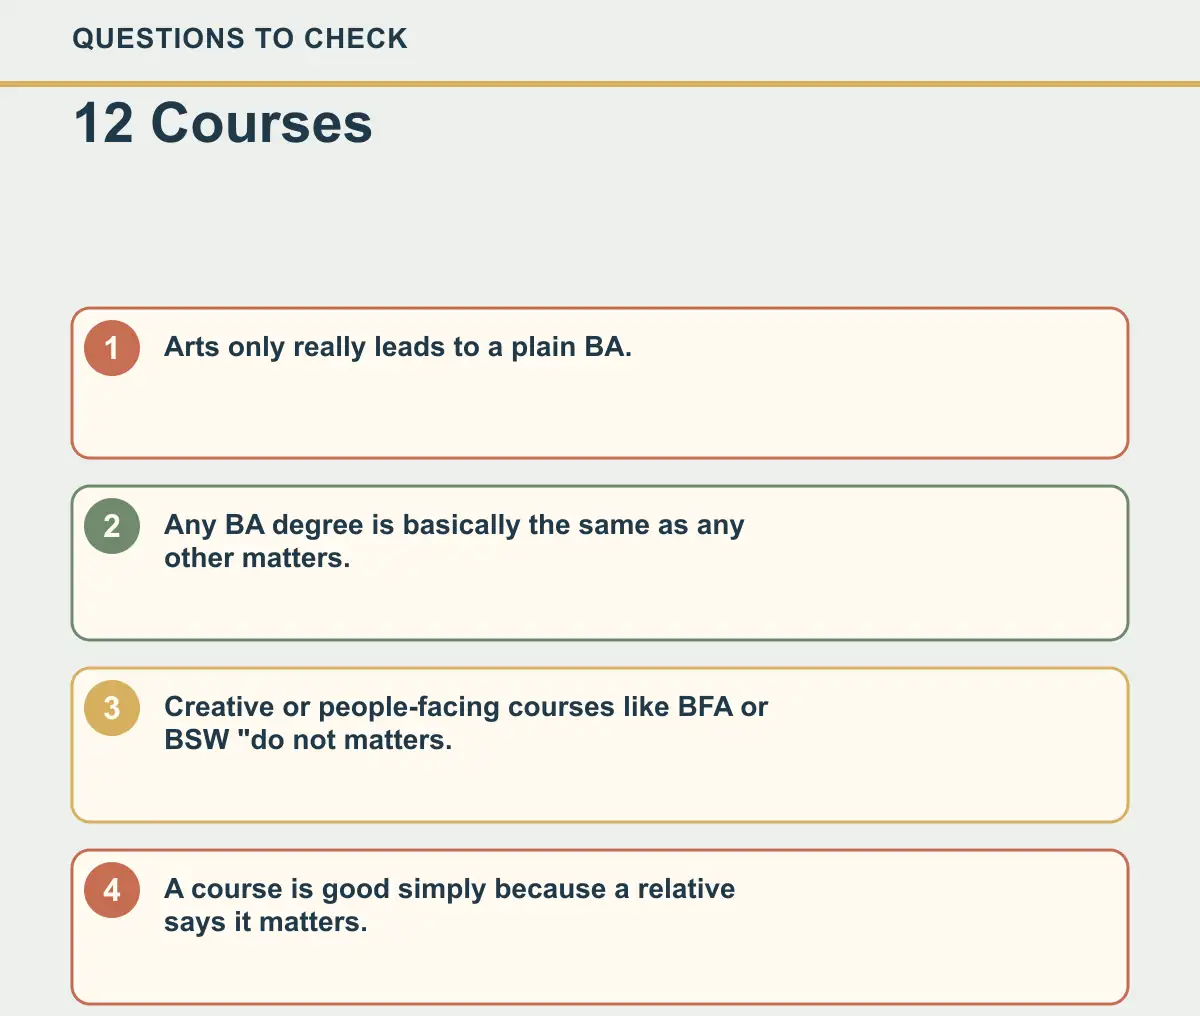 QUESTIONS TO CHECK
12 Courses
1
Arts only really leads to a plain BA.
2
Any BA degree is basically the same as any
other matters.
3
Creative or people-facing courses like BFA or
BSW "do not matters.
4
A course is good simply because a relative
says it matters.